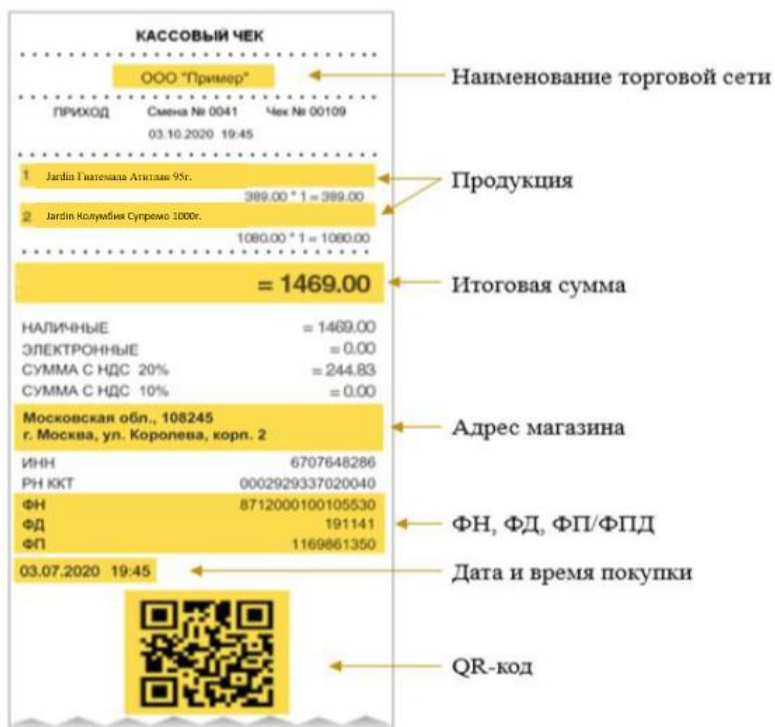 КАССОВЫЙ ЧЕК
ООО "Пример"
Наименование торговой сети
ПРИХОД Смена № 0041 Чек № 00109
03.10.2020 19:45
1 Jardin Гватемала Атитлан 95г.
Продукция
389.00 * 1 = 389.00
2 Jardin Колумбия Супремо 1000г.
1080.00 * 1 = 1080.00
= 1469.00
Итоговая сумма
НАЛИЧНЫЕ = 1469.00
ЭЛЕКТРОННЫЕ = 0.00
СУММА С НДС 20% = 244.83
СУММА С НДС 10% = 0.00
Московская обл., 108245
г. Москва, ул. Королева, корп. 2
Адрес магазина
ИНН 6707648286
РН ККТ 0002929337020040
ФН 8712000100105530
ФД 191141
ФН, ФД, ФП/ФПД
ФП 1169861350
03.07.2020 19:45
Дата и время покупки
QR-код